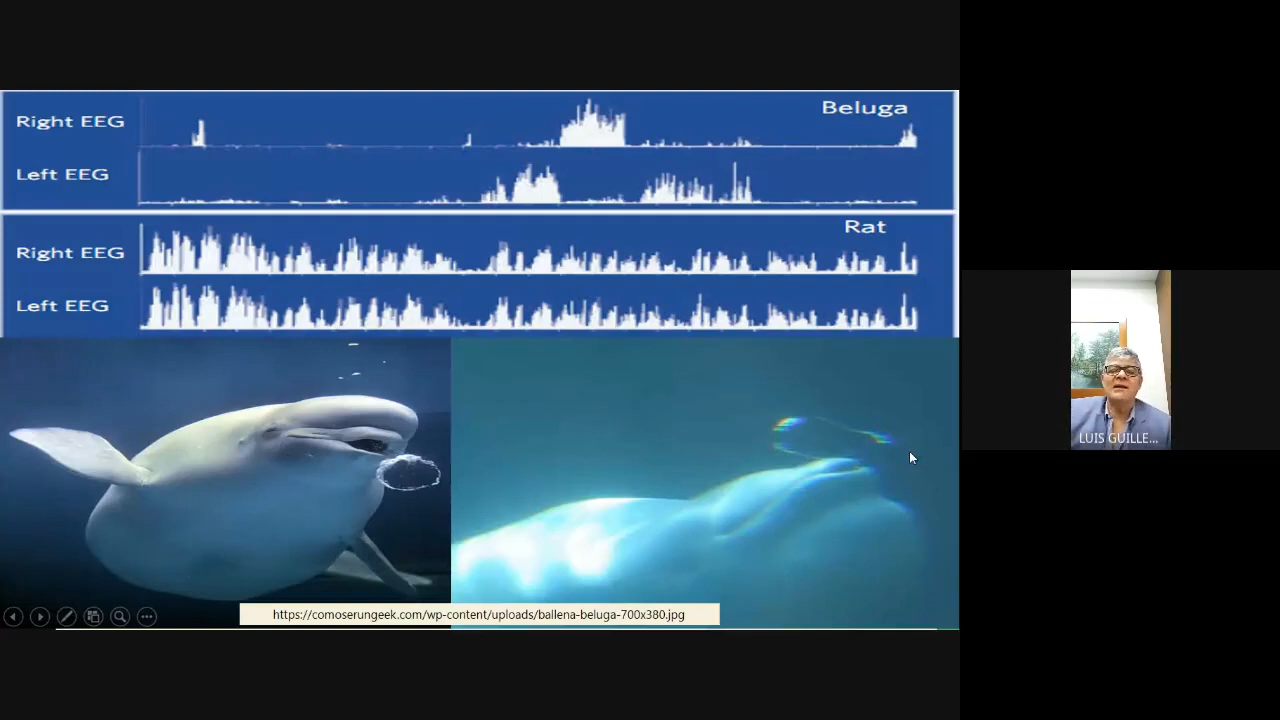 Beluga
Right EEG
Left EEG
Rat
Right EEG
Left EEG
LUIS GUILLE...
https://comoserungeek.com/wp-content/uploads/ballena-beluga-700x380.jpg